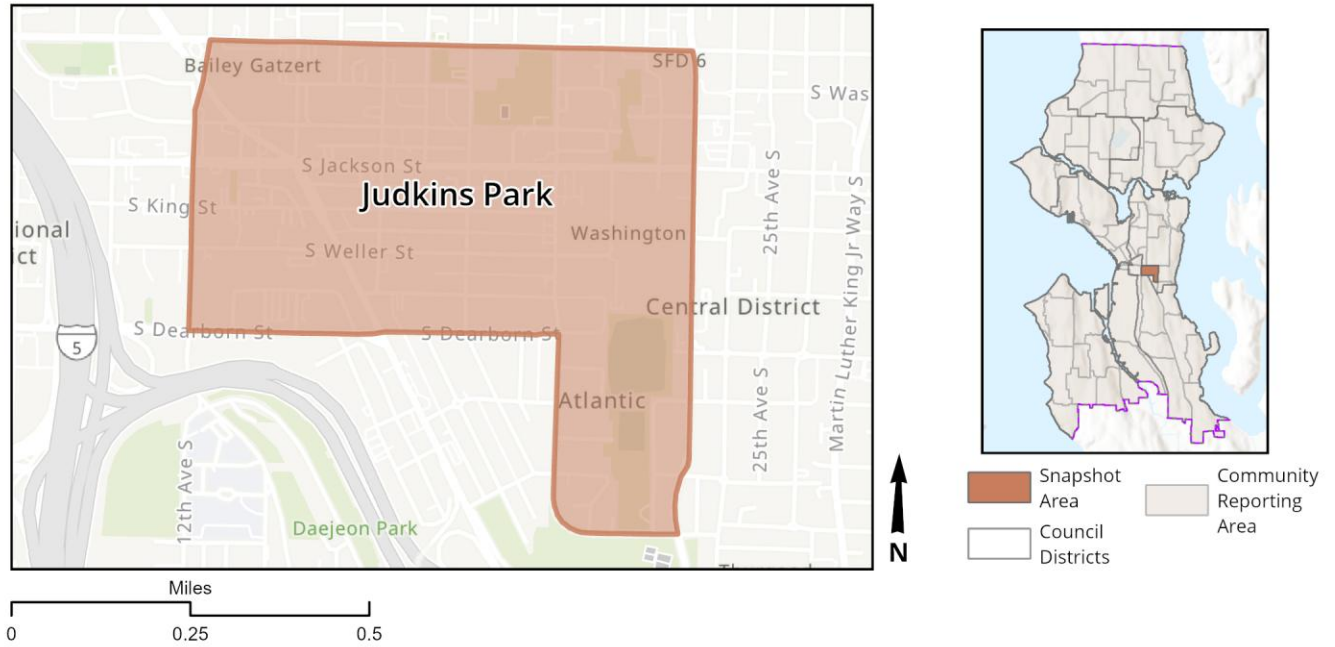 Bailey Gatzert
SFD 6
S Was
S Jackson St
Judkins Park
S King St
25th Ave S
Martin Luther King Jr Way S
ional
ict
S Weller St
Washington
Central District
S Dearborn St
S Dearborn St
5
Atlantic
25th Ave S
12th Ave S
Daejeon Park
N
Miles
0
0.25
0.5
Snapshot
Area
Council
Districts
Community
Reporting
Area